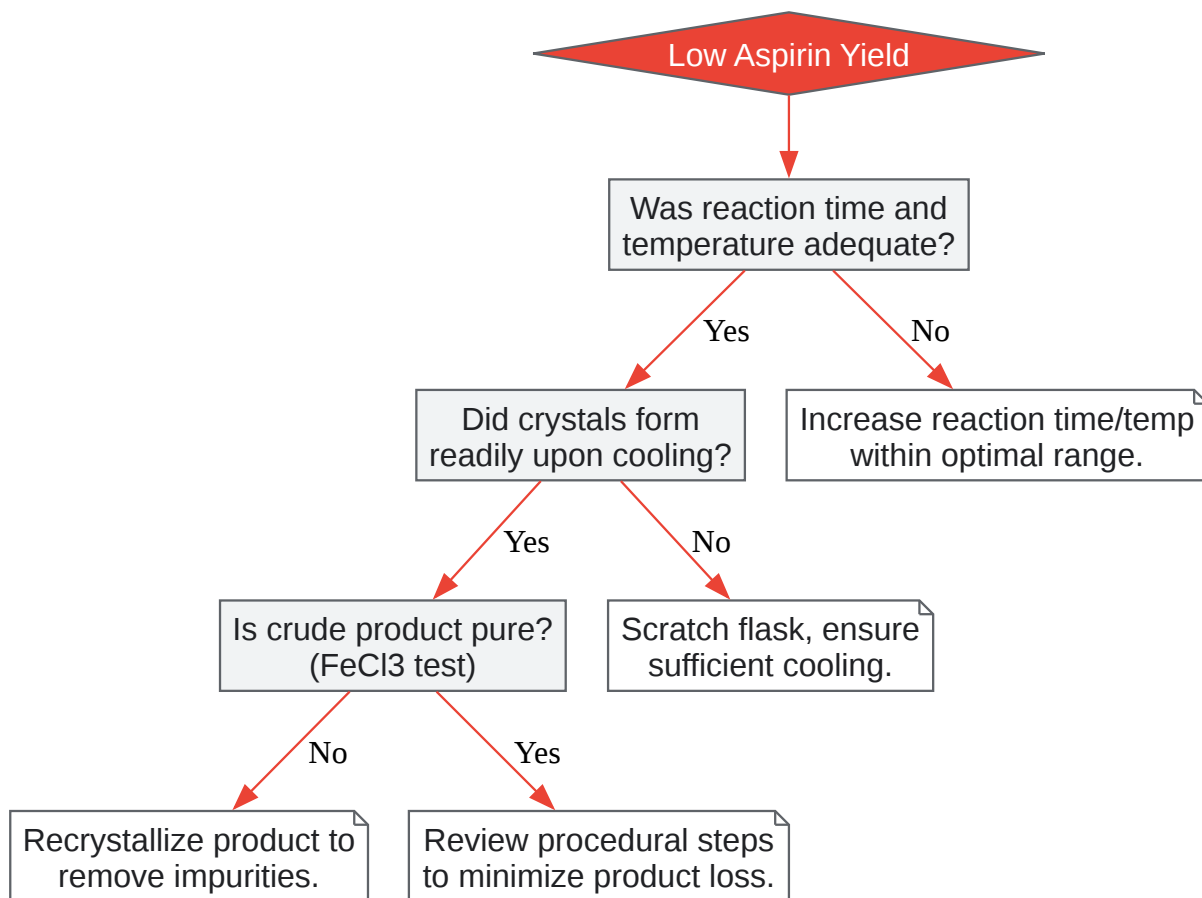 Low Aspirin Yield
Was reaction time and
temperature adequate?
Yes
No
Did crystals form
readily upon cooling?
Increase reaction time/temp
within optimal range.
Yes
No
Is crude product pure?
(FeCl3 test)
Scratch flask, ensure
sufficient cooling.
No
Yes
Recrystallize product to
remove impurities.
Review procedural steps
to minimize product loss.